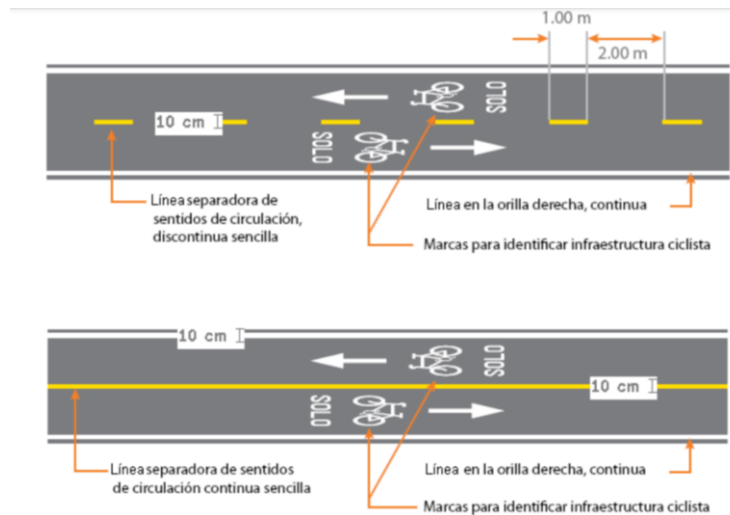 1.00 m
2.00 m
SOLO
10 cm
SOLO
Línea separadora de
sentidos de circulación,
discontinua sencilla
Línea en la orilla derecha, continua
Marcas para identificar infraestructura ciclista
10 cm
SOLO
10 cm
SOLO
Línea separadora de sentidos
de circulación continua sencilla
Línea en la orilla derecha, continua
Marcas para identificar infraestructura ciclista